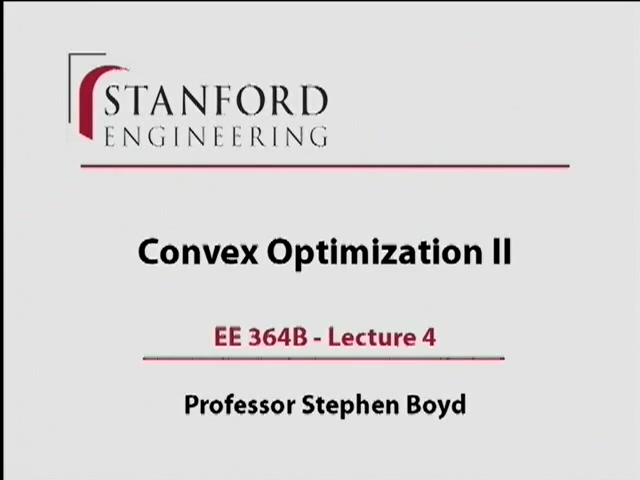 STANFORD
ENGINEERING
Convex Optimization II
EE 364B - Lecture 4
Professor Stephen Boyd